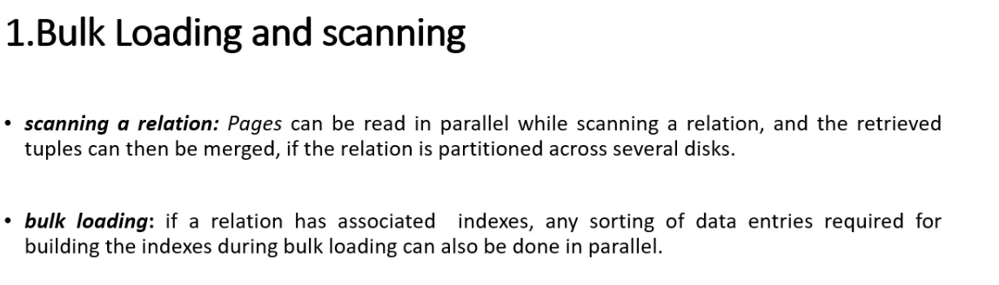 1.Bulk Loading and scanning
• scanning a relation: Pages can be read in parallel while scanning a relation, and the retrieved
tuples can then be merged, if the relation is partitioned across several disks.
• bulk loading: if a relation has associated indexes, any sorting of data entries required for
building the indexes during bulk loading can also be done in parallel.